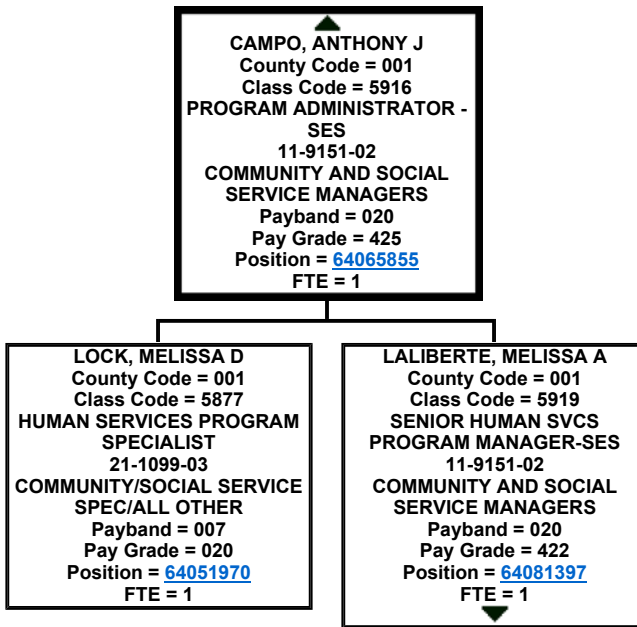 CAMPO, ANTHONY J
County Code = 001
Class Code = 5916
PROGRAM ADMINISTRATOR -
SES
11-9151-02
COMMUNITY AND SOCIAL
SERVICE MANAGERS
Payband = 020
Pay Grade = 425
Position = 64065855
FTE = 1
LOCK, MELISSA D
County Code = 001
Class Code = 5877
HUMAN SERVICES PROGRAM
SPECIALIST
21-1099-03
COMMUNITY/SOCIAL SERVICE
SPEC/ALL OTHER
Payband = 007
Pay Grade = 020
Position = 64051970
FTE = 1
LALIBERTE, MELISSA A
County Code = 001
Class Code = 5919
SENIOR HUMAN SVCS
PROGRAM MANAGER-SES
11-9151-02
COMMUNITY AND SOCIAL
SERVICE MANAGERS
Payband = 020
Pay Grade = 422
Position = 64081397
FTE = 1